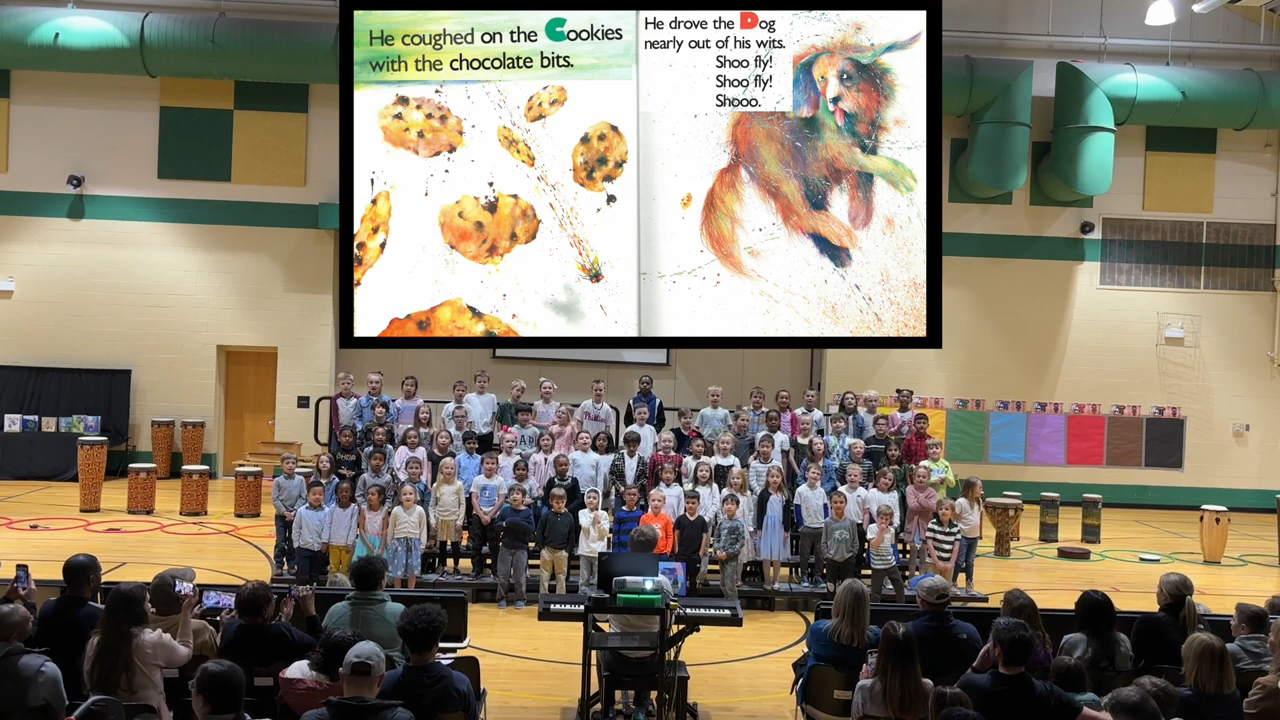 He coughed on the Cookies
with the chocolate bits.
He drove the Dog
nearly out of his wits.
Shoo fly!
Shoo fly!
Shooo.